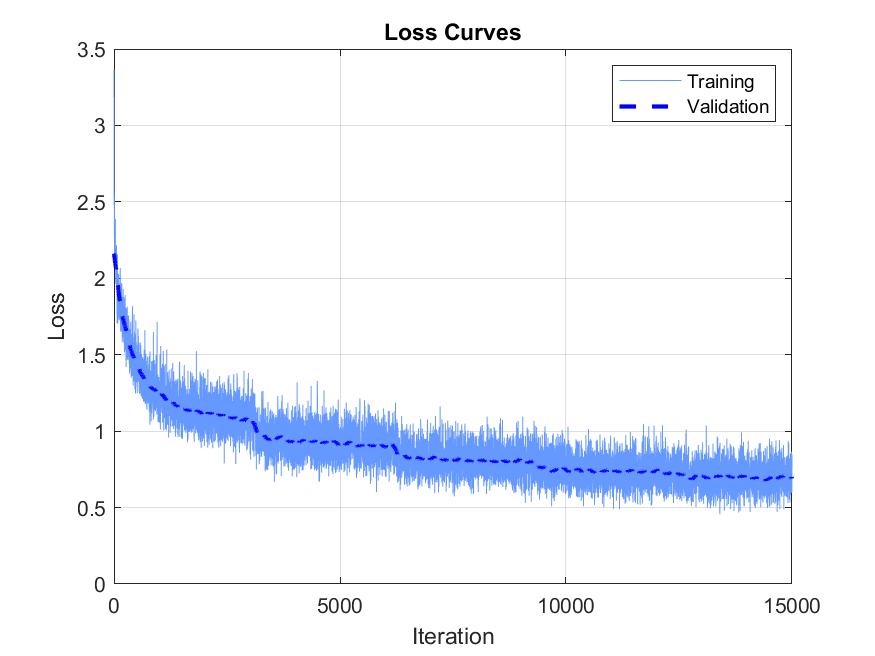 Loss Curves
3.5
3
2.5
2
1.5
1
0.5
0
Loss
Training
Validation
0 5000 10000 15000
Iteration